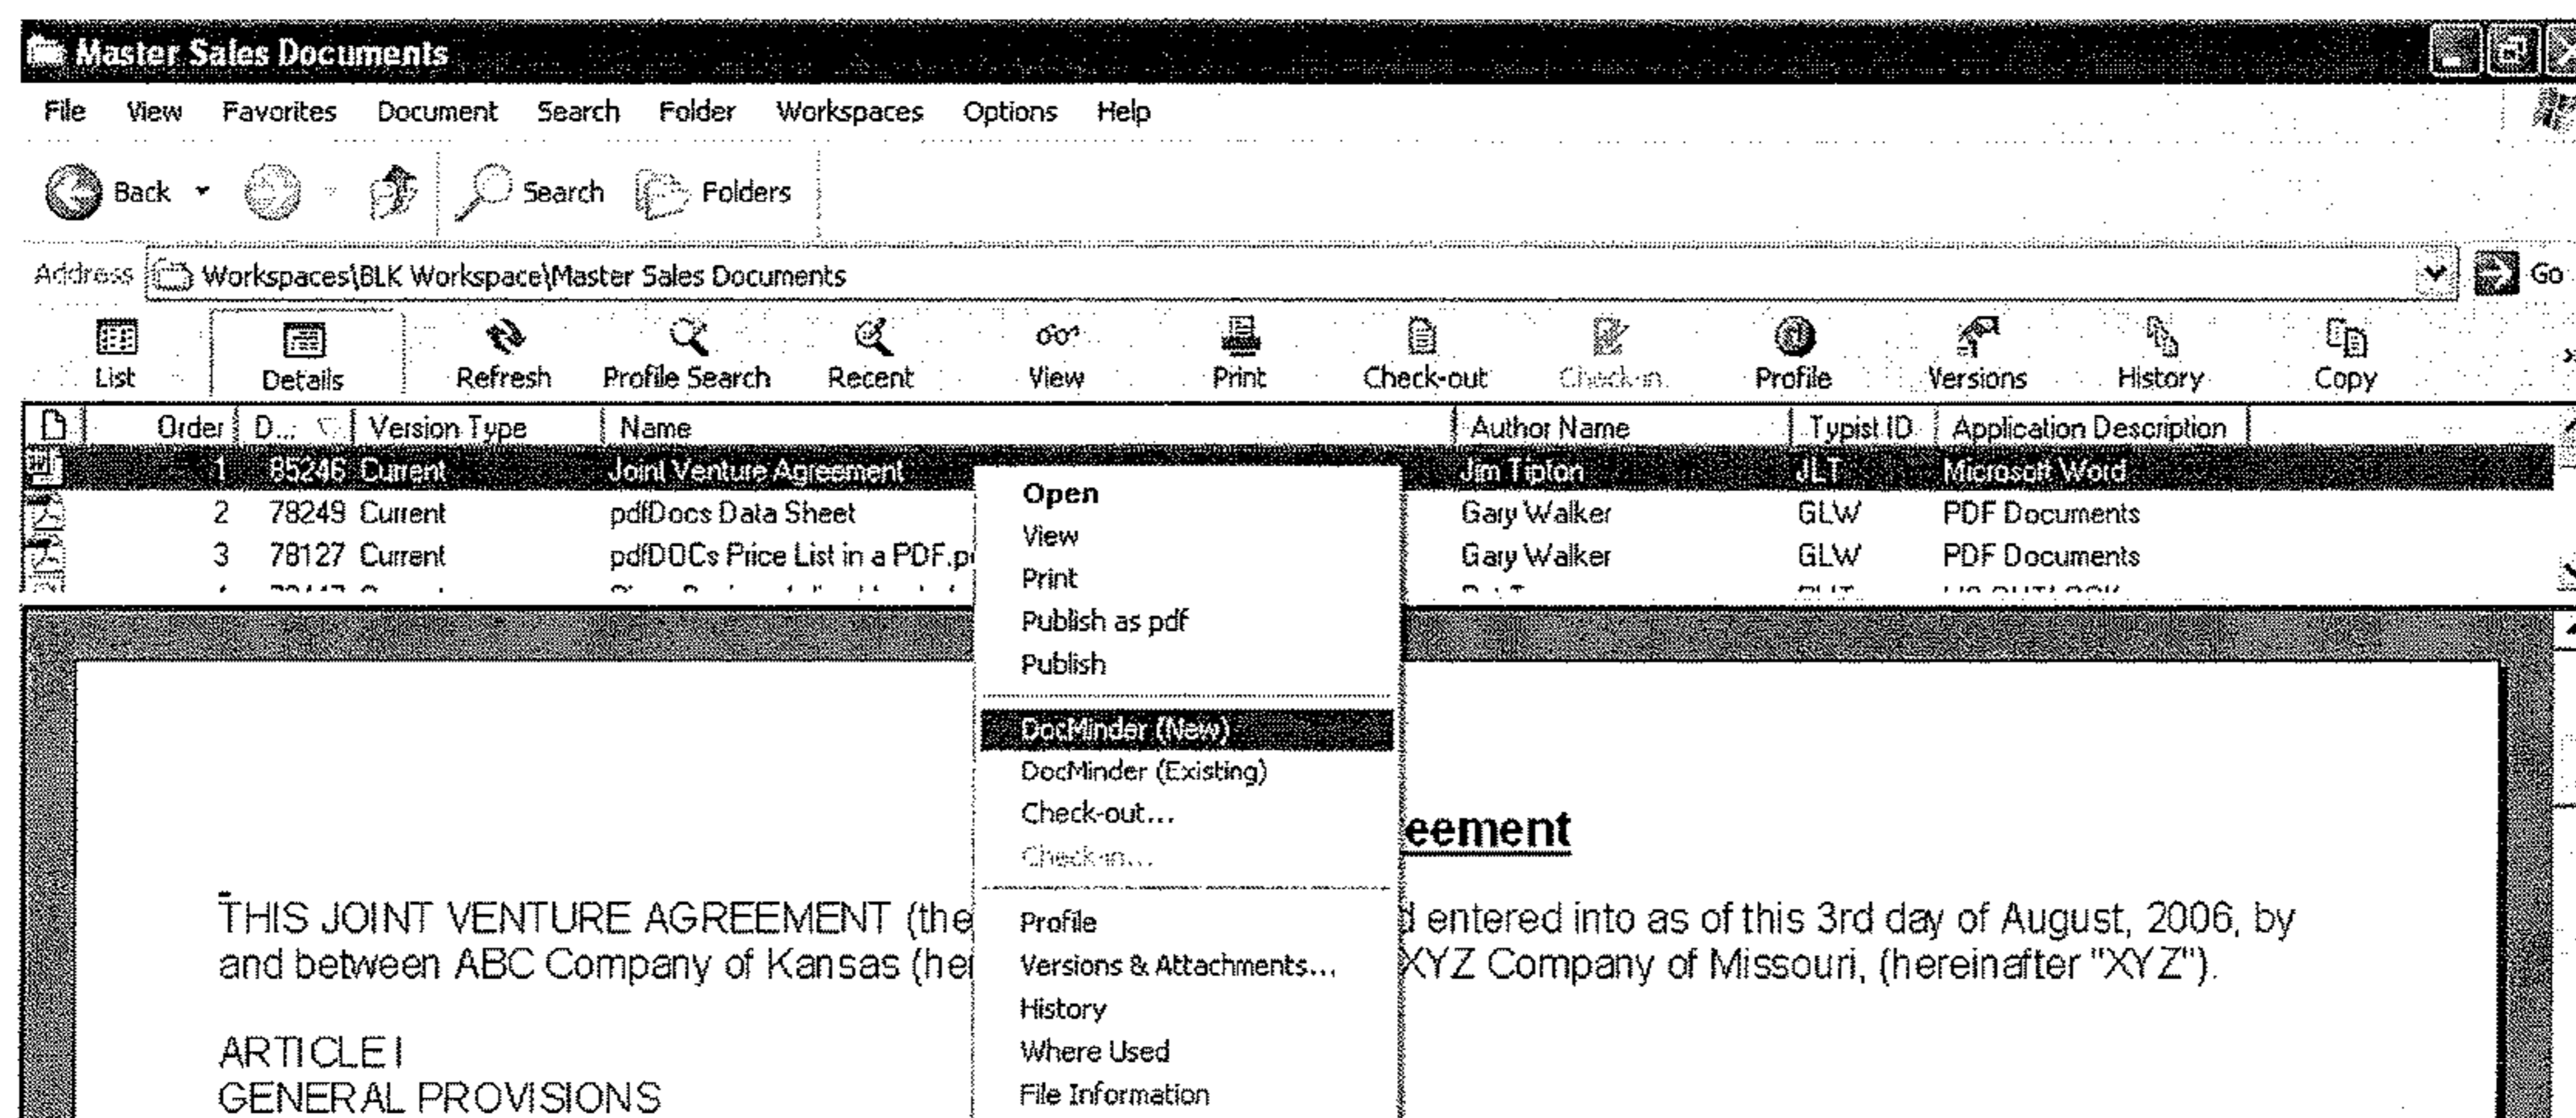 Master Sales Documents
File View Favorites Document Search Folder Workspaces Options Help
Back Search Folders
Address Workspaces\BLK Workspace\Master Sales Documents Go
List Details Refresh Profile Search Recent View Print Check-out Check-in Profile Versions History Copy
Order D... Version Type Name Author Name Typist ID Application Description
1 85246 Current Joint Venture Agreement Jim Tipton JLT Microsoft Word
2 78249 Current pdfDocs Data Sheet Gary Walker GLW PDF Documents
3 78127 Current pdfDOCs Price List in a PDF.p Gary Walker GLW PDF Documents
Open
View
Print
Publish as pdf
Publish
DocMinder (New)
DocMinder (Existing)
Check-out...
Check-in...
Profile
Versions & Attachments...
History
Where Used
File Information
eement
THIS JOINT VENTURE AGREEMENT (the d entered into as of this 3rd day of August, 2006, by
and between ABC Company of Kansas (her XYZ Company of Missouri, (hereinafter "XYZ").
ARTICLE I
GENERAL PROVISIONS